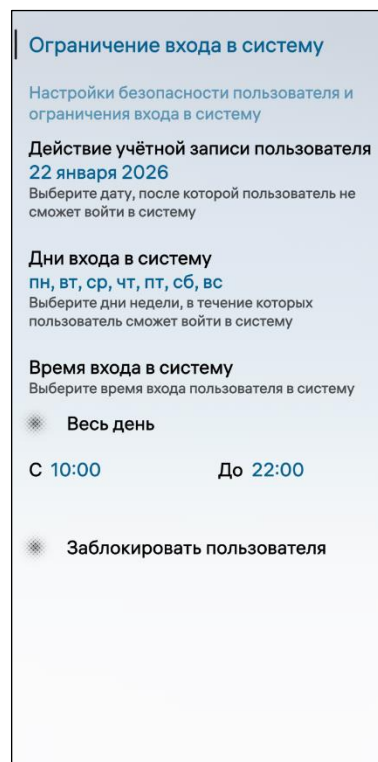 Ограничение входа в систему
Настройки безопасности пользователя и
ограничения входа в систему
Действие учётной записи пользователя
22 января 2026
Выберите дату, после которой пользователь не
сможет войти в систему
Дни входа в систему
пн, вт, ср, чт, пт, сб, вс
Выберите дни недели, в течение которых
пользователь сможет войти в систему
Время входа в систему
Выберите время входа пользователя в систему
Весь день
С 10:00 До 22:00
Заблокировать пользователя